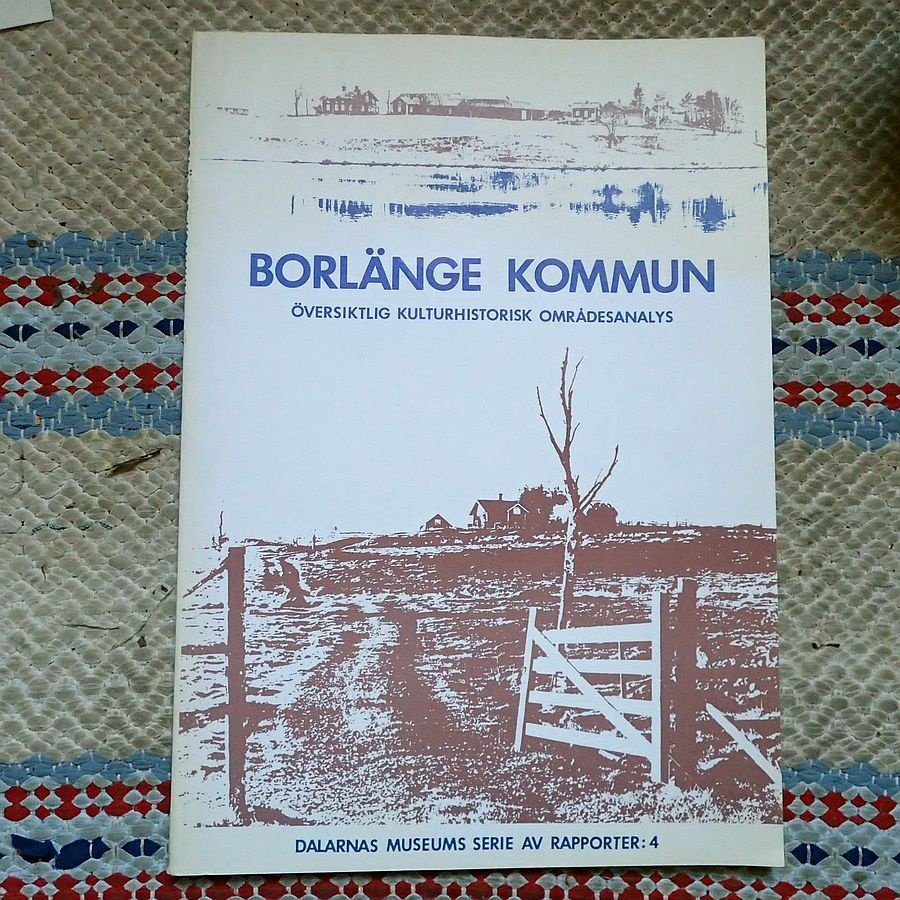 BORLÄNGE KOMMUN
ÖVERSIKTLIG KULTURHISTORISK OMRÅDESANALYS
DALARNAS MUSEUMS SERIE AV RAPPORTER: 4